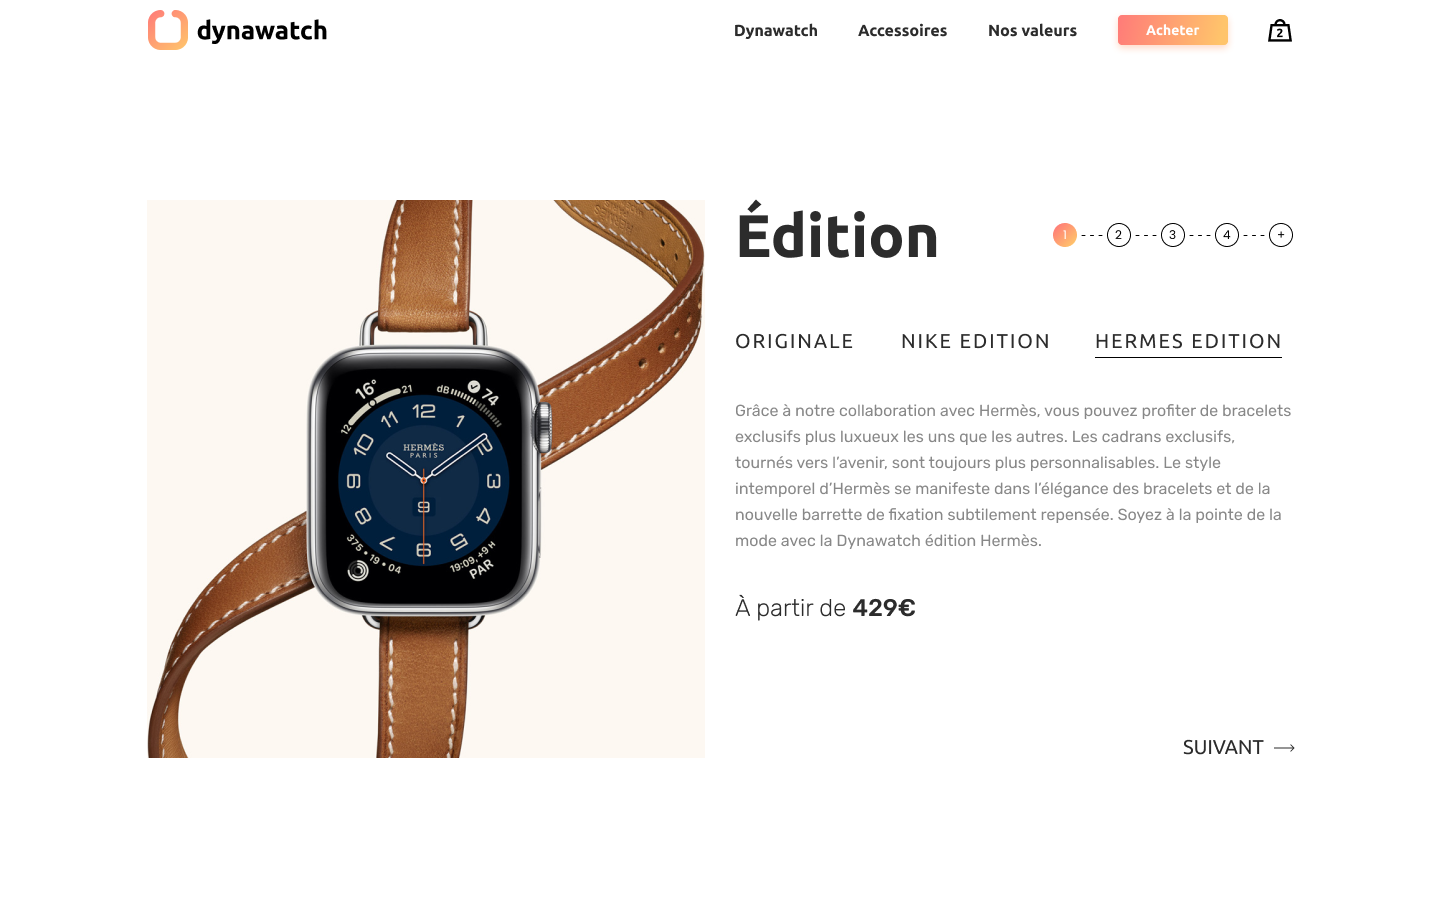 dynawatch
Dynawatch
Accessoires
Nos valeurs
Acheter
2
Édition
1 - - - 2 - - - 3 - - - 4 - - - +
ORIGINALE
NIKE EDITION
HERMES EDITION
Grâce à notre collaboration avec Hermès, vous pouvez profiter de bracelets
exclusifs plus luxueux les uns que les autres. Les cadrans exclusifs,
tournés vers l’avenir, sont toujours plus personnalisables. Le style
intemporel d’Hermès se manifeste dans l’élégance des bracelets et de la
nouvelle barrette de fixation subtilement repensée. Soyez à la pointe de la
mode avec la Dynawatch édition Hermès.
À partir de 429€
SUIVANT
12 16° 21
dB 74
12 1 2 3 4 5 6 7 8 9 10 11
HERMÈS
PARIS
9
375 • 19 • 04
19:09, +9 H
PAR